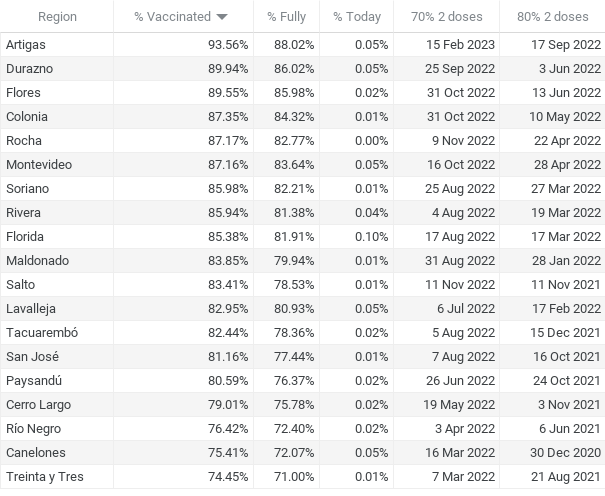 Region % Vaccinated % Fully % Today 70% 2 doses 80% 2 doses
Artigas 93.56% 88.02% 0.05% 15 Feb 2023 17 Sep 2022
Durazno 89.94% 86.02% 0.05% 25 Sep 2022 3 Jun 2022
Flores 89.55% 85.98% 0.02% 31 Oct 2022 13 Jun 2022
Colonia 87.35% 84.32% 0.01% 31 Oct 2022 10 May 2022
Rocha 87.17% 82.77% 0.00% 9 Nov 2022 22 Apr 2022
Montevideo 87.16% 83.64% 0.05% 16 Oct 2022 28 Apr 2022
Soriano 85.98% 82.21% 0.01% 25 Aug 2022 27 Mar 2022
Rivera 85.94% 81.38% 0.04% 4 Aug 2022 19 Mar 2022
Florida 85.38% 81.91% 0.10% 17 Aug 2022 17 Mar 2022
Maldonado 83.85% 79.94% 0.01% 31 Aug 2022 28 Jan 2022
Salto 83.41% 78.53% 0.01% 11 Nov 2022 11 Nov 2021
Lavalleja 82.95% 80.93% 0.05% 6 Jul 2022 17 Feb 2022
Tacuarembó 82.44% 78.36% 0.02% 5 Aug 2022 15 Dec 2021
San José 81.16% 77.44% 0.01% 7 Aug 2022 16 Oct 2021
Paysandú 80.59% 76.37% 0.02% 26 Jun 2022 24 Oct 2021
Cerro Largo 79.01% 75.78% 0.02% 19 May 2022 3 Nov 2021
Río Negro 76.42% 72.40% 0.02% 3 Apr 2022 6 Jun 2021
Canelones 75.41% 72.07% 0.05% 16 Mar 2022 30 Dec 2020
Treinta y Tres 74.45% 71.00% 0.01% 7 Mar 2022 21 Aug 2021